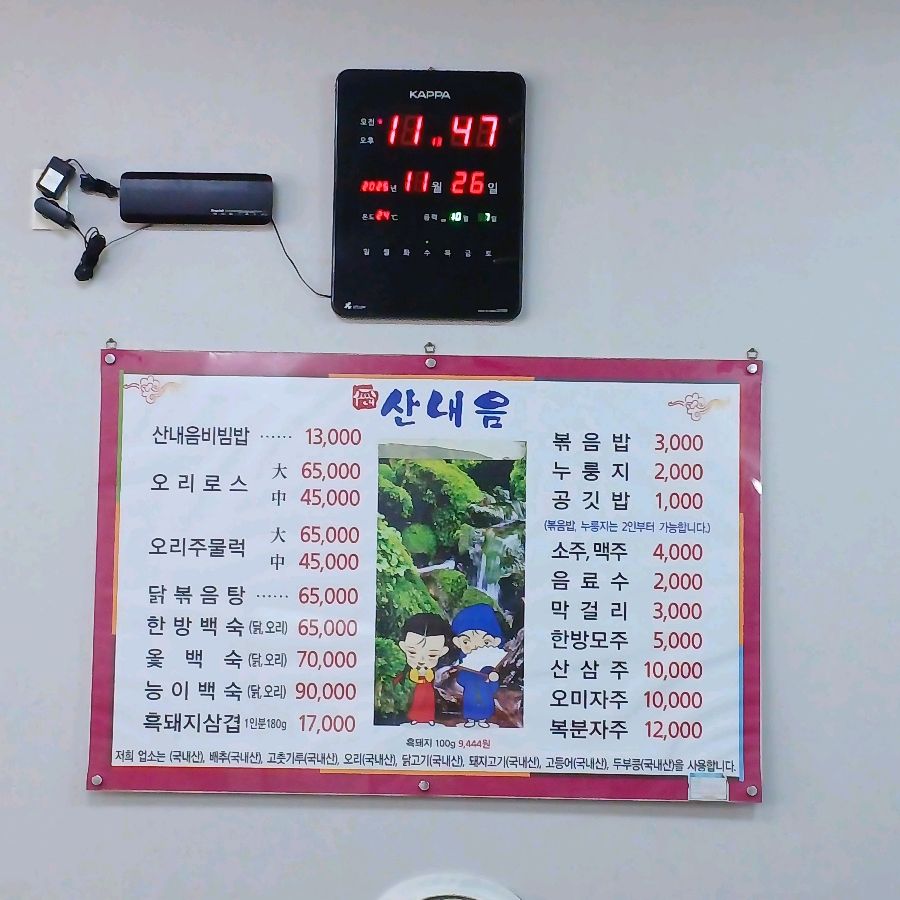 KAPPA
오전 11:47
오후
2025년 11월 26일
온도 24℃ 음력 10월 7일
일 월 화 수 목 금 토
산내음
산내음비빔밥 ...... 13,000
오리로스 大 65,000
中 45,000
오리주물럭 大 65,000
中 45,000
닭볶음탕 ...... 65,000
한방백숙 (닭,오리) 65,000
옻백숙 (닭,오리) 70,000
능이백숙 (닭,오리) 90,000
흑돼지삼겹 1인분180g 17,000
볶음밥 3,000
누룽지 2,000
공깃밥 1,000
(볶음밥, 누룽지는 2인부터 가능합니다.)
소주,맥주 4,000
음료수 2,000
막걸리 3,000
한방모주 5,000
산삼주 10,000
오미자주 10,000
복분자주 12,000
흑돼지 100g 9,444원
저희 업소는 (국내산), 배추(국내산), 고춧가루(국내산), 오리(국내산), 닭고기(국내산), 돼지고기(국내산), 고등어(국내산), 두부콩(국내산)을 사용합니다.